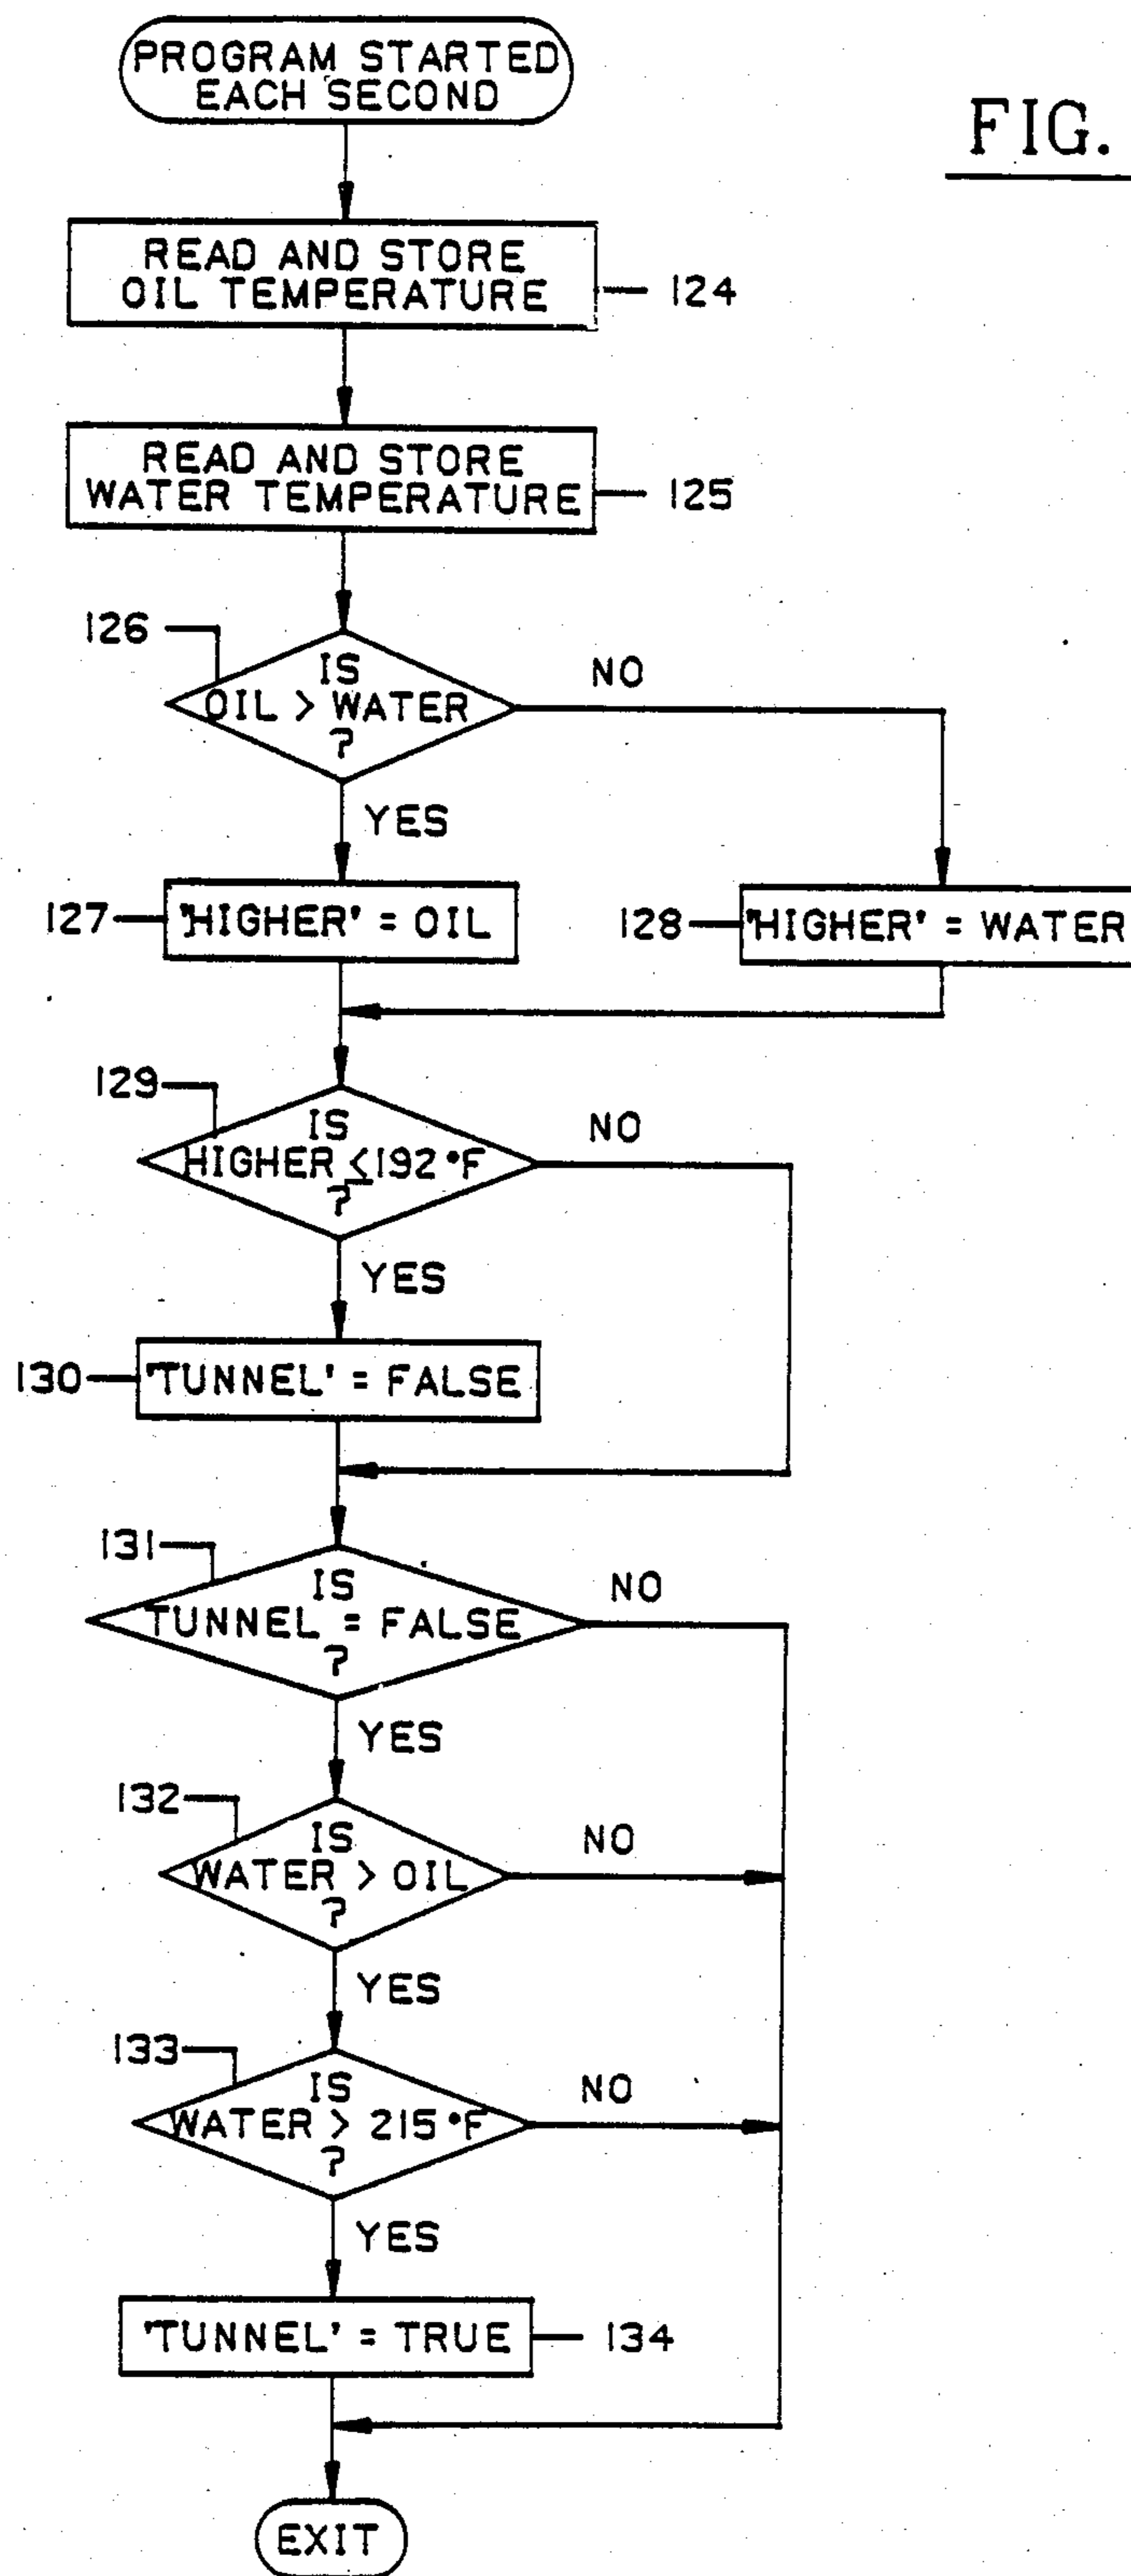 PROGRAM STARTED
EACH SECOND
FIG.
READ AND STORE
OIL TEMPERATURE
124
READ AND STORE
WATER TEMPERATURE
125
126
IS
OIL > WATER
?
NO
YES
127
'HIGHER' = OIL
128
'HIGHER' = WATER
129
IS
HIGHER ≤192 °F
?
NO
YES
130
'TUNNEL' = FALSE
131
IS
TUNNEL = FALSE
?
NO
YES
132
IS
WATER > OIL
?
NO
YES
133
IS
WATER > 215 °F
?
NO
YES
'TUNNEL' = TRUE
134
EXIT